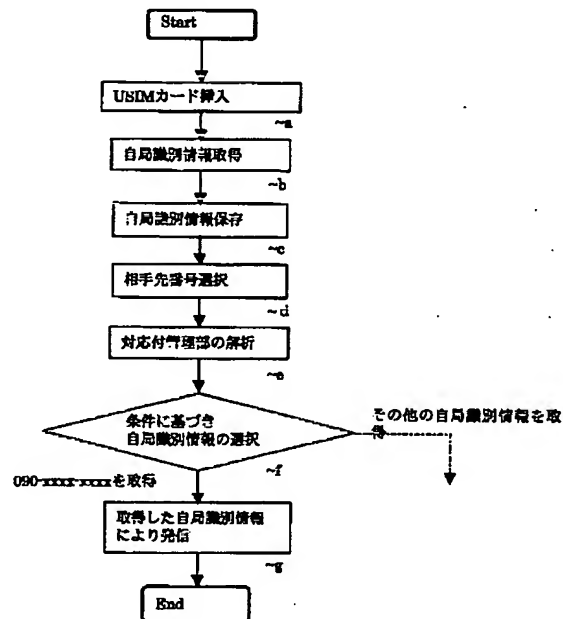 Start
USIMカード挿入
~a
自局識別情報取得
~b
自局識別情報保存
~c
相手先番号選択
~d
対応付管理部の解析
~e
条件に基づき
自局識別情報の選択
その他の自局識別情報を取
得
~f
090-xxxx-xxxxを取得
取得した自局識別情報
により発信
~g
End